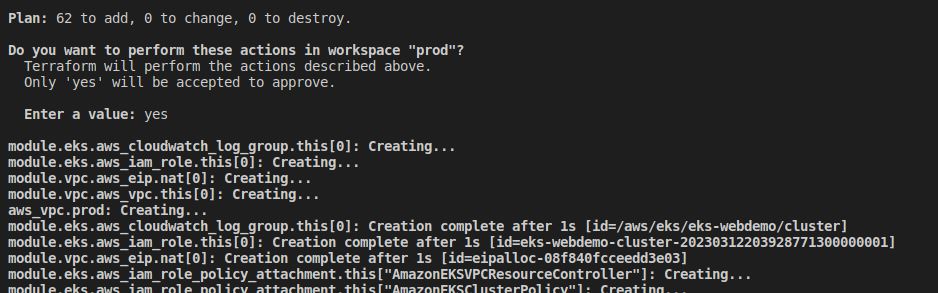 Plan: 62 to add, 0 to change, 0 to destroy.
Do you want to perform these actions in workspace "prod"?
Terraform will perform the actions described above.
Only 'yes' will be accepted to approve.
Enter a value: yes
module.eks.aws_cloudwatch_log_group.this[0]: Creating...
module.eks.aws_iam_role.this[0]: Creating...
module.vpc.aws_eip.nat[0]: Creating...
module.vpc.aws_vpc.this[0]: Creating...
aws_vpc.prod: Creating...
module.eks.aws_cloudwatch_log_group.this[0]: Creation complete after 1s [id=/aws/eks/eks-webdemo/cluster]
module.eks.aws_iam_role.this[0]: Creation complete after 1s [id=eks-webdemo-cluster-20230312203928771300000001]
module.vpc.aws_eip.nat[0]: Creation complete after 1s [id=eipalloc-08f840fcceedd3e03]
module.eks.aws_iam_role_policy_attachment.this["AmazonEKSVPCResourceController"]: Creating...
module.eks.aws_iam_role_policy_attachment.this["AmazonEKSClusterPolicy"]: Creating...